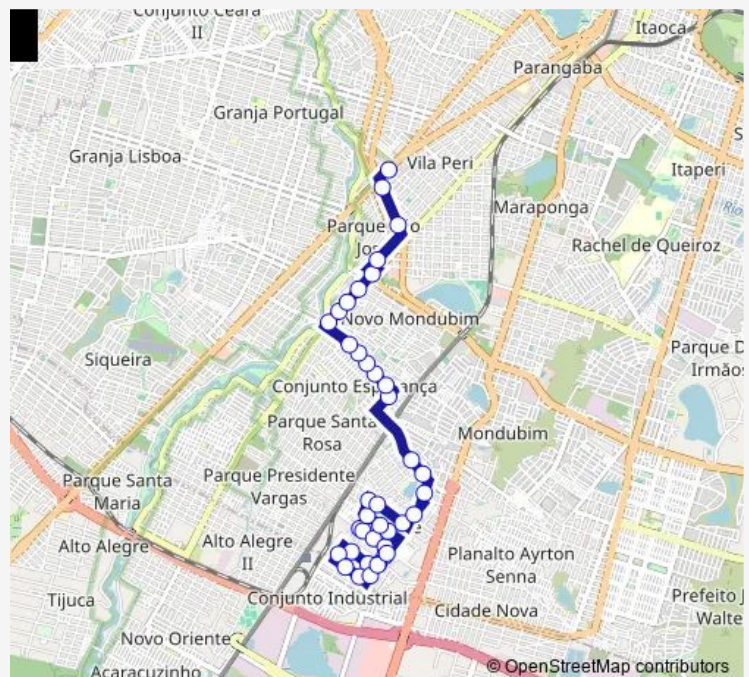 Conjunto Ceará
II
Itaoca
Parangaba
Granja Portugal
Granja Lisboa
Vila Peri
Itaperi
Maraponga
Parque
Rachel de Queiroz
Novo Mondubim
Siqueira
Parque D
Irmãos
Conjunto Esperança
Parque Santa
Rosa
Mondubim
Parque Presidente
Vargas
Parque Santa
Maria
Alto Alegre
Alto Alegre
II
Planalto Ayrton
Senna
Tijuca
Conjunto Industrial
Cidade Nova
Prefeito J
Walte
Novo Oriente
Acaracuzinho
© OpenStreetMap contributors